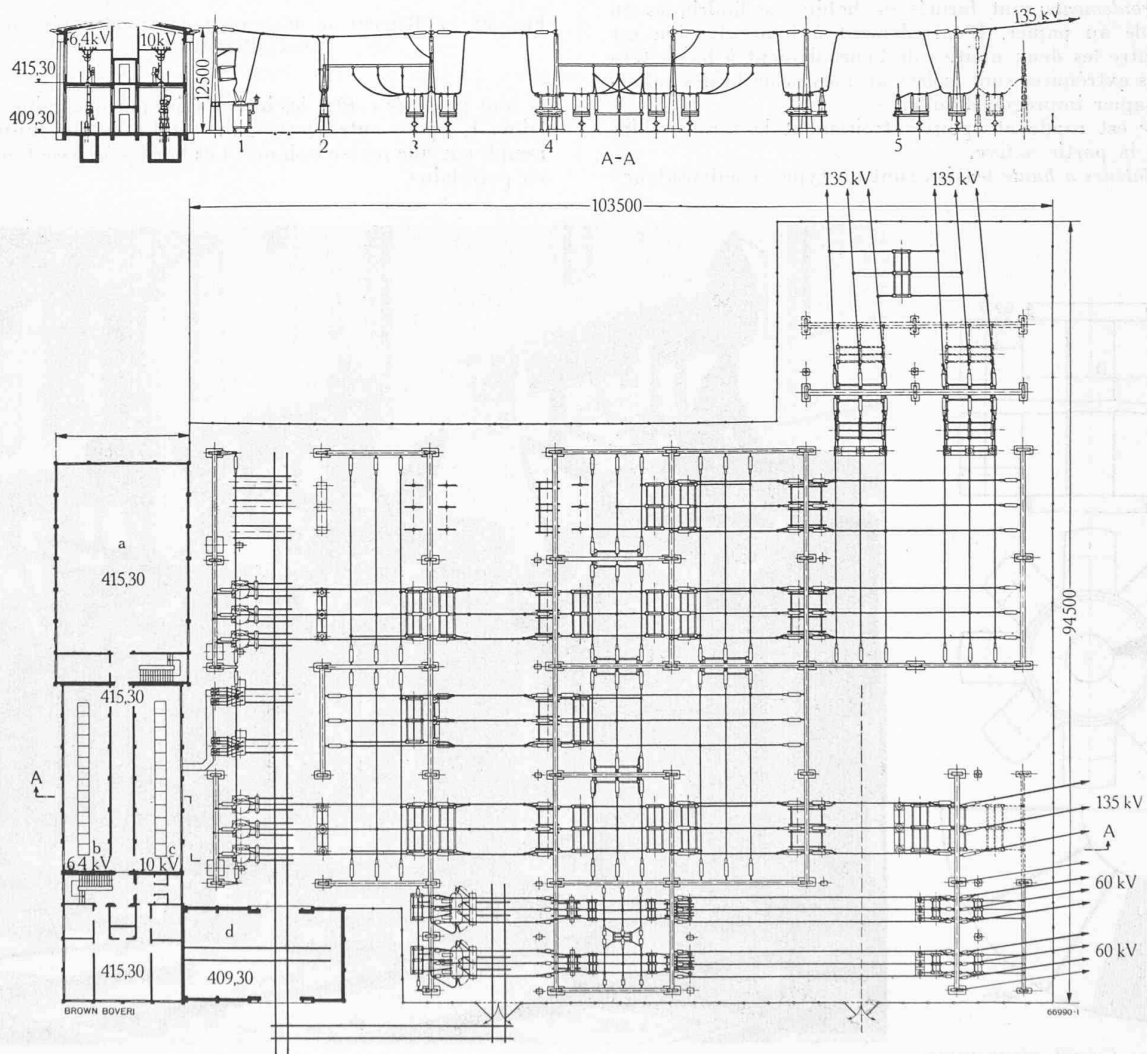 135 kV
6,4kV
10kV
415,30
409,30
12500
1
2
3
4
5
A-A
135 kV
135 kV
103500
94500
a
415,30
415,30
A
b
c
6,4 kV
10 kV
135 kV
A
60 kV
60 kV
d
415,30
409,30
BROWN BOVERI
66990·I